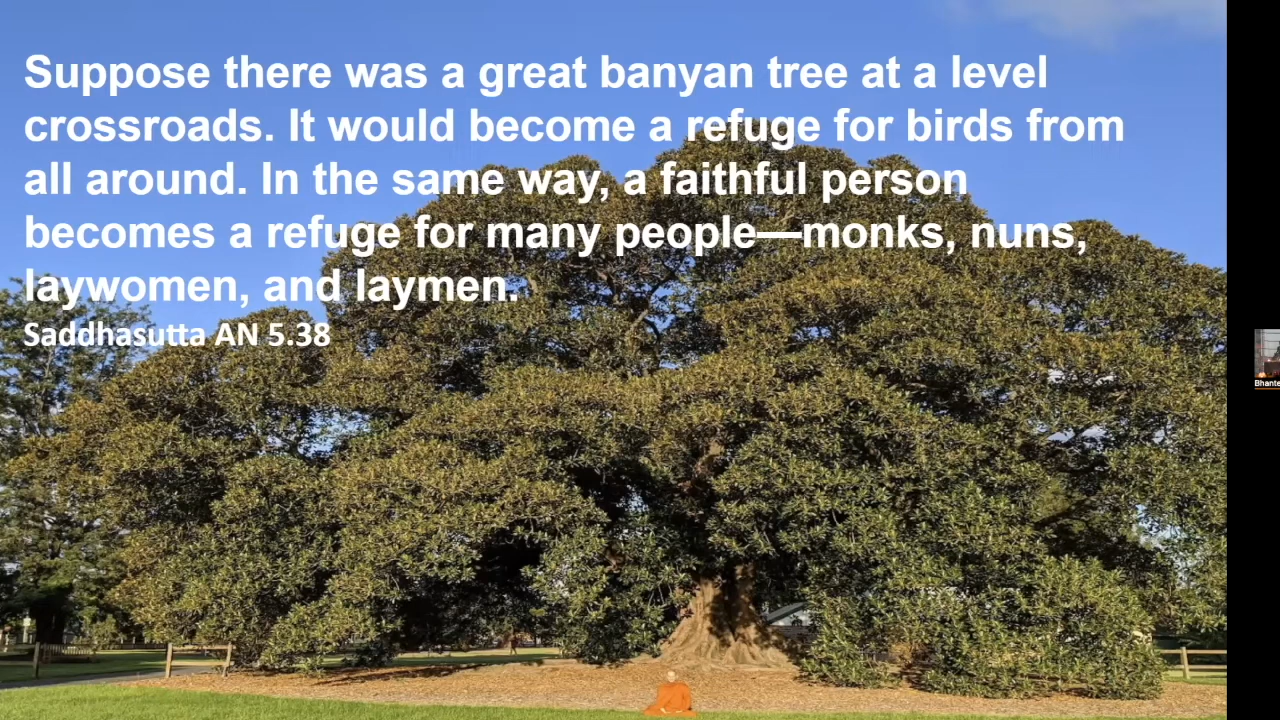 Suppose there was a great banyan tree at a level
crossroads. It would become a refuge for birds from
all around. In the same way, a faithful person
becomes a refuge for many people—monks, nuns,
laywomen, and laymen.
Saddhasutta AN 5.38
Bhante